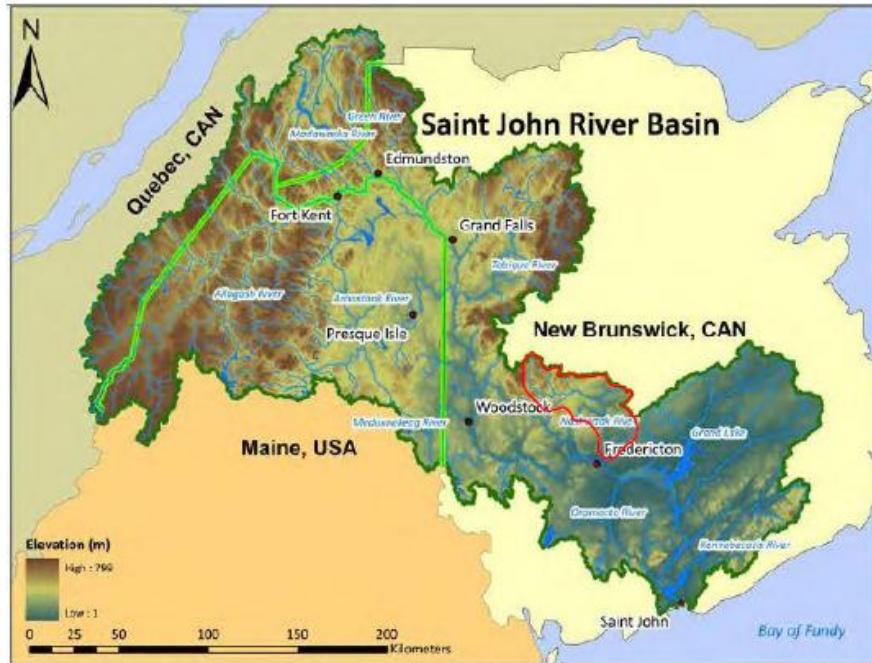 N
Quebec, CAN
Green River
Madawaska River
Saint John River Basin
Edmundston
Fort Kent
Grand Falls
Tobique River
Allagash River
Aroostook River
Presque Isle
New Brunswick, CAN
Woodstock
Meduxnekeag River
Nashwaak River
Maine, USA
Grand Lake
Fredericton
Oromocto River
Kennebecasis River
Elevation (m)
High : 799
Low : 1
Saint John
Bay of Fundy
0 12.5 25 50 75 100 150 200
Kilometers